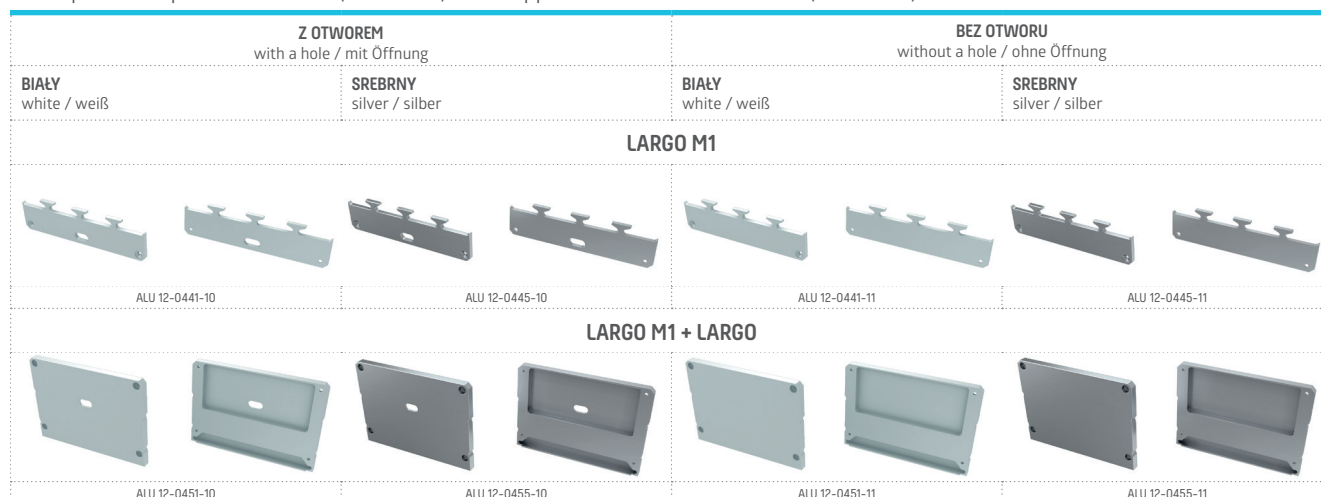 Z OTWOREM
with a hole / mit Öffnung
BEZ OTWORU
without a hole / ohne Öffnung
BIAŁY
white / weiß
SREBRNY
silver / silber
BIAŁY
white / weiß
SREBRNY
silver / silber
LARGO M1
ALU 12-0441-10
ALU 12-0445-10
ALU 12-0441-11
ALU 12-0445-11
LARGO M1 + LARGO
ALU 12-0451-10
ALU 12-0455-10
ALU 12-0451-11
ALU 12-0455-11